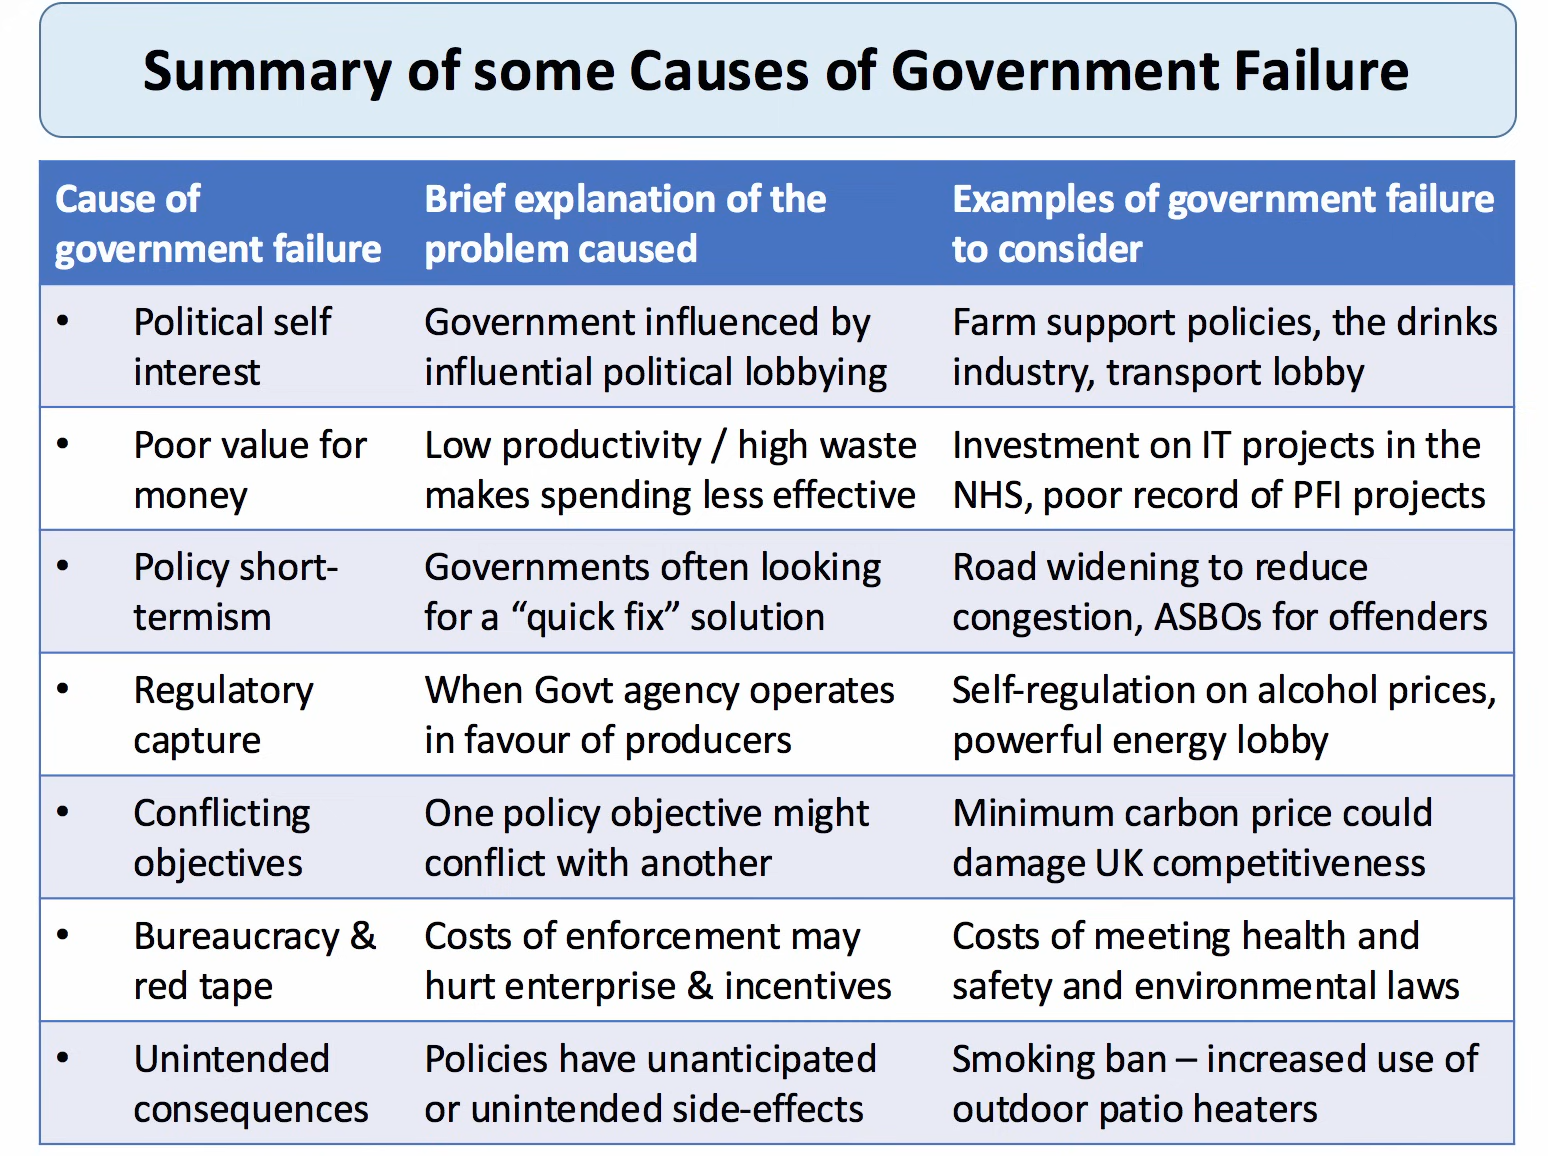 Summary of some Causes of Government Failure
Cause of
government failure
Brief explanation of the
problem caused
Examples of government failure
to consider
• Political self
interest
Government influenced by
influential political lobbying
Farm support policies, the drinks
industry, transport lobby
• Poor value for
money
Low productivity / high waste
makes spending less effective
Investment on IT projects in the
NHS, poor record of PFI projects
• Policy short-
termism
Governments often looking
for a “quick fix” solution
Road widening to reduce
congestion, ASBOs for offenders
• Regulatory
capture
When Govt agency operates
in favour of producers
Self-regulation on alcohol prices,
powerful energy lobby
• Conflicting
objectives
One policy objective might
conflict with another
Minimum carbon price could
damage UK competitiveness
• Bureaucracy &
red tape
Costs of enforcement may
hurt enterprise & incentives
Costs of meeting health and
safety and environmental laws
• Unintended
consequences
Policies have unanticipated
or unintended side-effects
Smoking ban – increased use of
outdoor patio heaters